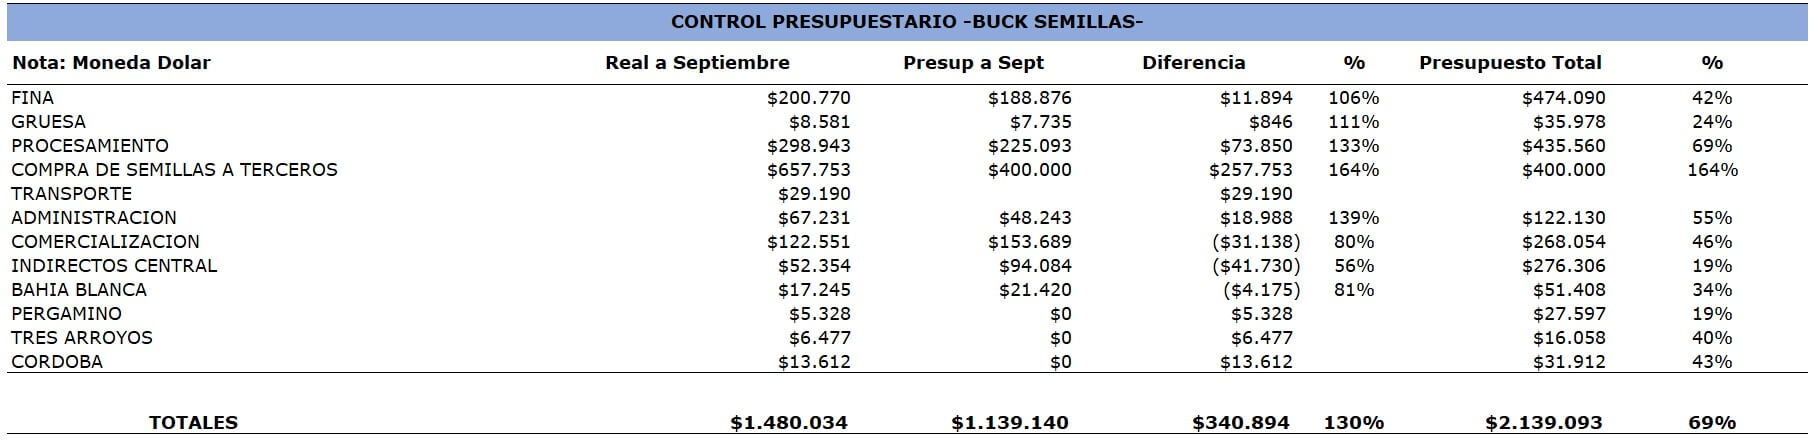 CONTROL PRESUPUESTARIO -BUCK SEMILLAS-
Nota: Moneda Dolar Real a Septiembre Presup a Sept Diferencia % Presupuesto Total %
FINA $200.770 $188.876 $11.894 106% $474.090 42%
GRUESA $8.581 $7.735 $846 111% $35.978 24%
PROCESAMIENTO $298.943 $225.093 $73.850 133% $435.560 69%
COMPRA DE SEMILLAS A TERCEROS $657.753 $400.000 $257.753 164% $400.000 164%
TRANSPORTE $29.190 $29.190
ADMINISTRACION $67.231 $48.243 $18.988 139% $122.130 55%
COMERCIALIZACION $122.551 $153.689 ($31.138) 80% $268.054 46%
INDIRECTOS CENTRAL $52.354 $94.084 ($41.730) 56% $276.306 19%
BAHIA BLANCA $17.245 $21.420 ($4.175) 81% $51.408 34%
PERGAMINO $5.328 $0 $5.328 $27.597 19%
TRES ARROYOS $6.477 $0 $6.477 $16.058 40%
CORDOBA $13.612 $0 $13.612 $31.912 43%
TOTALES $1.480.034 $1.139.140 $340.894 130% $2.139.093 69%